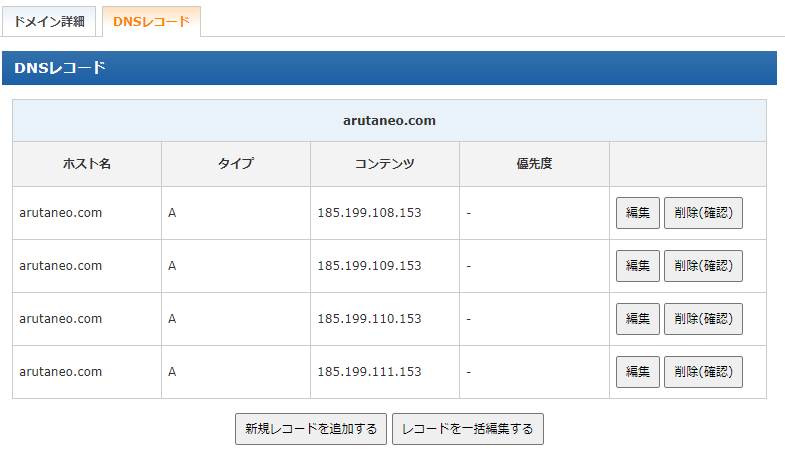 ドメイン詳細 DNSレコード
DNSレコード
arutaneo.com
ホスト名 タイプ コンテンツ 優先度
arutaneo.com A 185.199.108.153 - 編集 削除(確認)
arutaneo.com A 185.199.109.153 - 編集 削除(確認)
arutaneo.com A 185.199.110.153 - 編集 削除(確認)
arutaneo.com A 185.199.111.153 - 編集 削除(確認)
新規レコードを追加する レコードを一括編集する